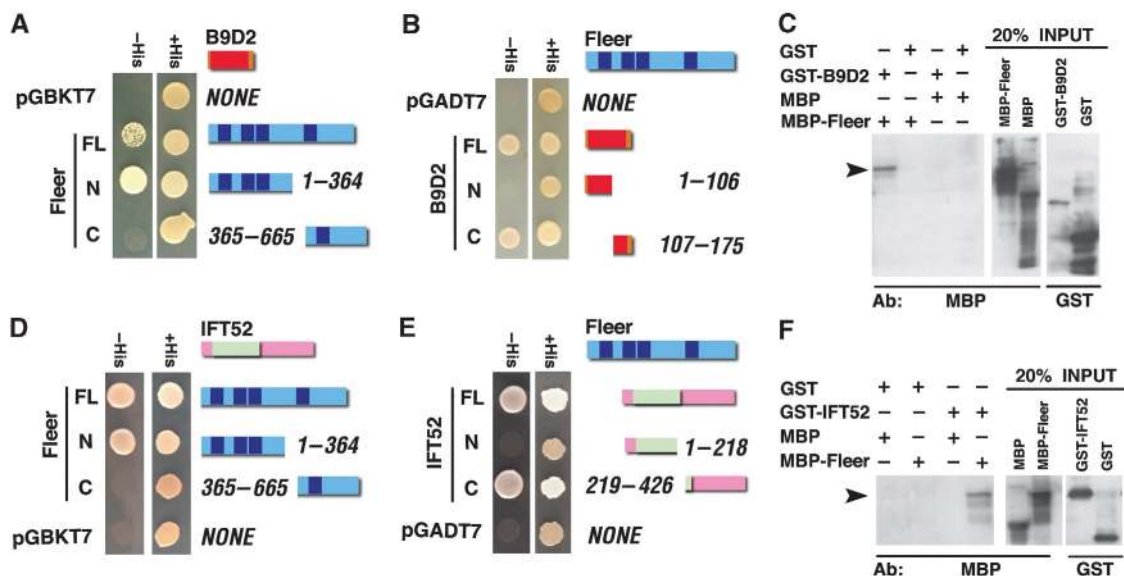 A
–His
+His
B9D2
pGBKT7
NONE
Fleer
FL
N
1–364
C
365–665
B
–His
+His
Fleer
pGADT7
NONE
B9D2
FL
N
1–106
C
107–175
C
GST – + – +
GST-B9D2 + – + –
MBP – – + +
MBP-Fleer + + – –
20% INPUT
MBP-Fleer
MBP
GST-B9D2
GST
Ab: MBP GST
D
–His
+His
IFT52
Fleer
FL
N
1–364
C
365–665
pGBKT7
NONE
E
–His
+His
Fleer
IFT52
FL
N
1–218
C
219–426
pGADT7
NONE
F
GST + + – –
GST-IFT52 – – + +
MBP + – + –
MBP-Fleer – + – +
20% INPUT
MBP
MBP-Fleer
GST-IFT52
GST
Ab: MBP GST